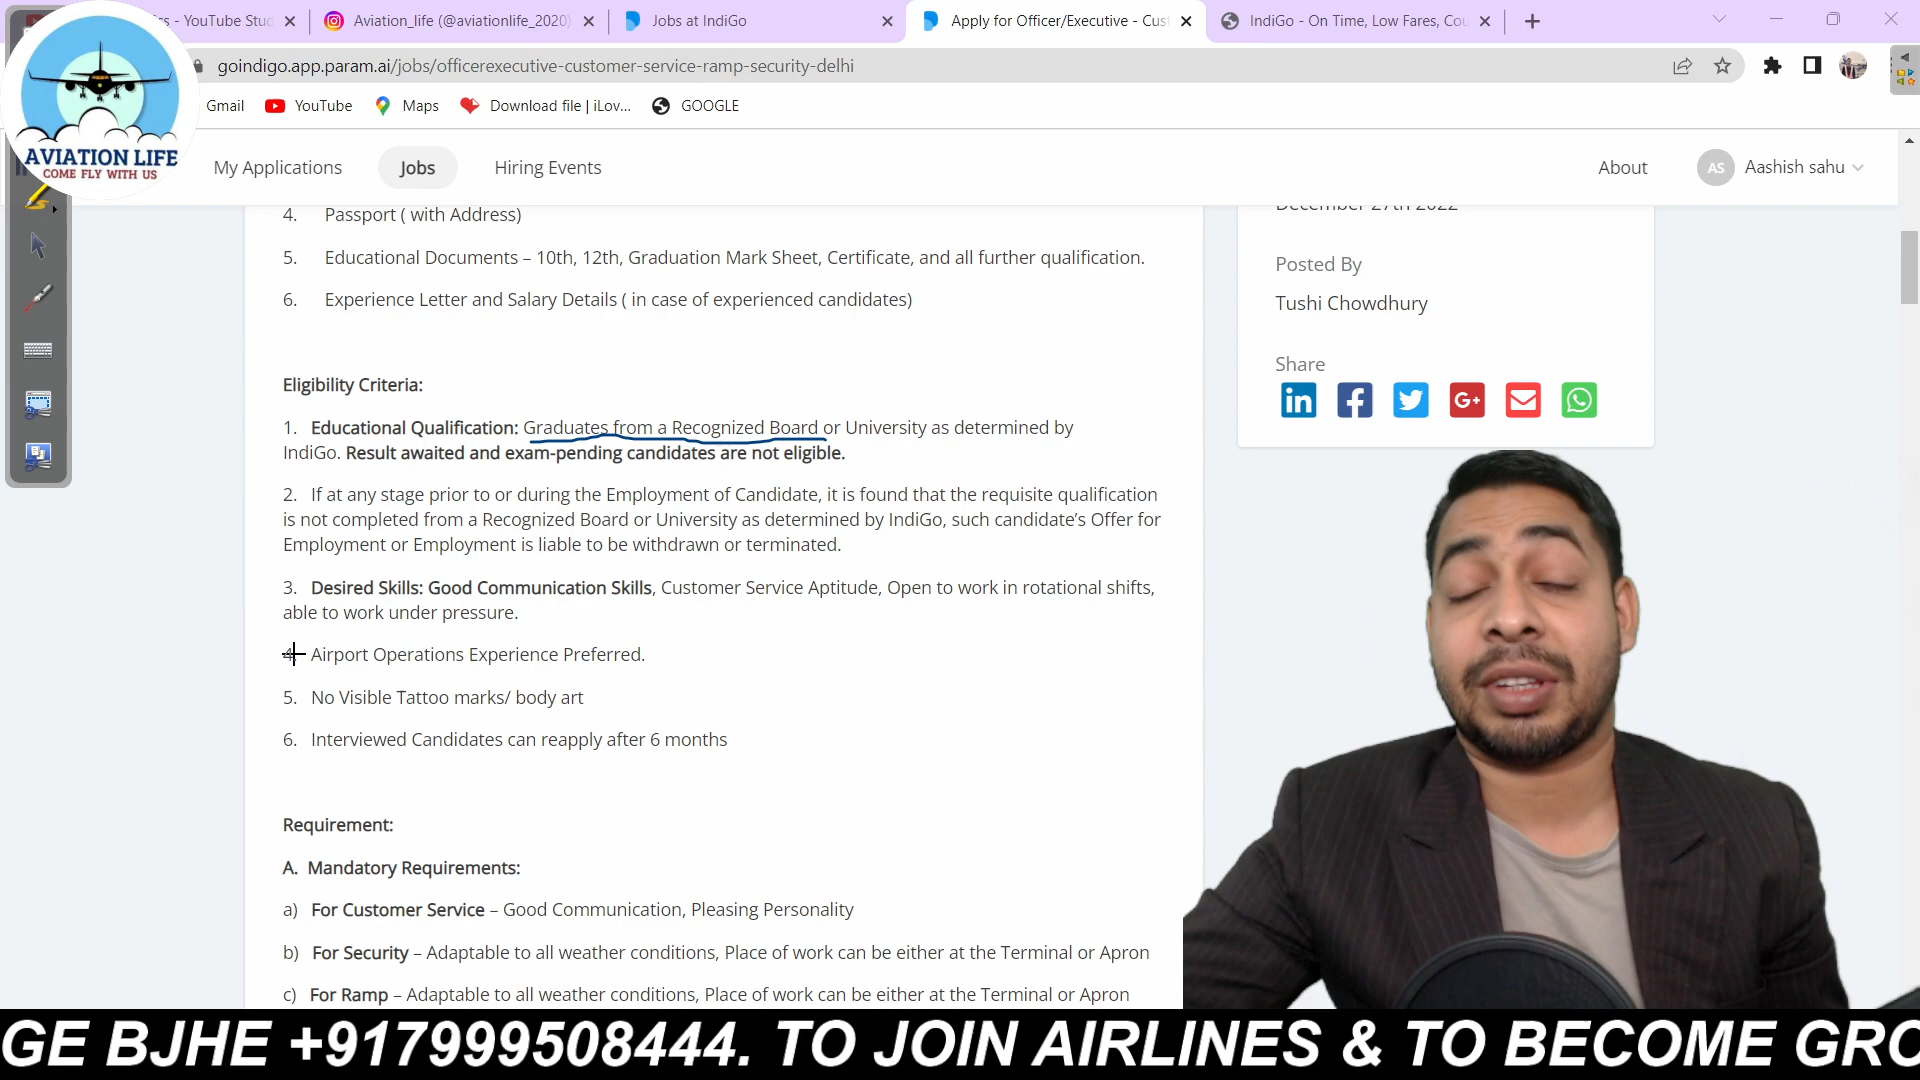 cs - YouTube Stud
Aviation_life (@aviationlife_2020)
Jobs at IndiGo
Apply for Officer/Executive - Cust
IndiGo - On Time, Low Fares, Cou
goindigo.app.param.ai/jobs/officerexecutive-customer-service-ramp-security-delhi
Gmail
YouTube
Maps
Download file | iLov...
GOOGLE
AVIATION LIFE
COME FLY WITH US
My Applications
Jobs
Hiring Events
About
AS
Aashish sahu
4. Passport ( with Address)
5. Educational Documents – 10th, 12th, Graduation Mark Sheet, Certificate, and all further qualification.
6. Experience Letter and Salary Details ( in case of experienced candidates)
Eligibility Criteria:
1. Educational Qualification: Graduates from a Recognized Board or University as determined by
IndiGo. Result awaited and exam-pending candidates are not eligible.
2. If at any stage prior to or during the Employment of Candidate, it is found that the requisite qualification
is not completed from a Recognized Board or University as determined by IndiGo, such candidate's Offer for
Employment or Employment is liable to be withdrawn or terminated.
3. Desired Skills: Good Communication Skills, Customer Service Aptitude, Open to work in rotational shifts,
able to work under pressure.
4. Airport Operations Experience Preferred.
5. No Visible Tattoo marks/ body art
6. Interviewed Candidates can reapply after 6 months
Requirement:
A. Mandatory Requirements:
a) For Customer Service – Good Communication, Pleasing Personality
b) For Security – Adaptable to all weather conditions, Place of work can be either at the Terminal or Apron
c) For Ramp – Adaptable to all weather conditions, Place of work can be either at the Terminal or Apron
December 27th 2022
Posted By
Tushi Chowdhury
Share
in
G+
GE BJHE +917999508444. TO JOIN AIRLINES & TO BECOME GRO